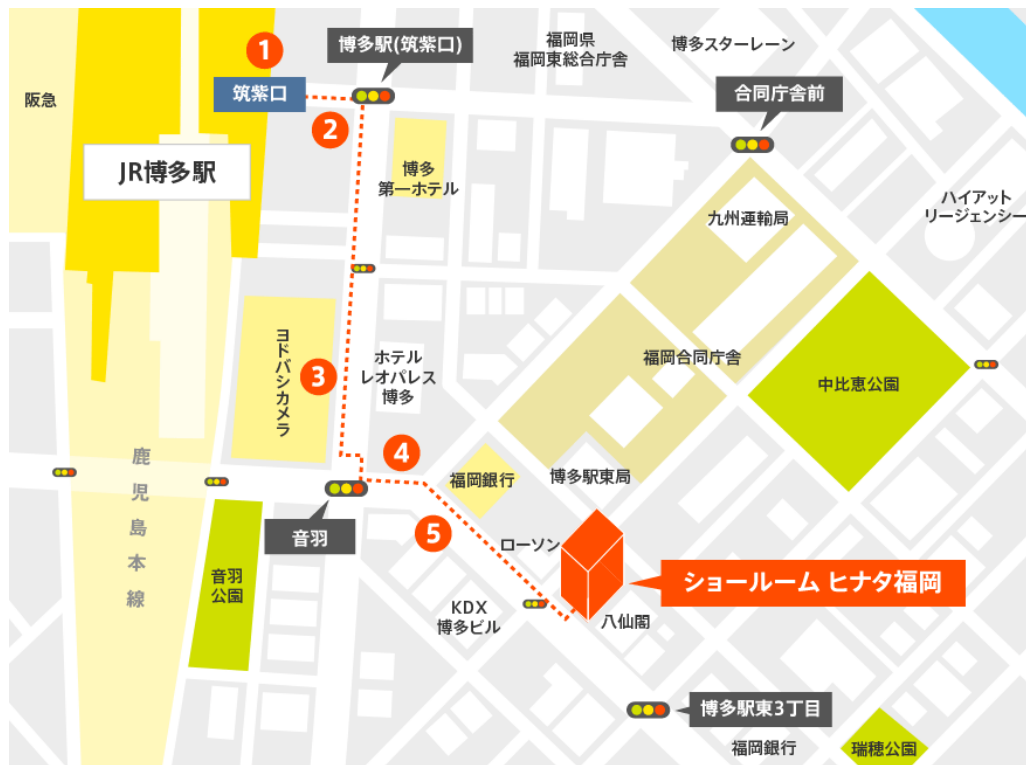 1
博多駅(筑紫口)
福岡県
福岡東総合庁舎
博多スターレーン
阪急
筑紫口
合同庁舎前
2
JR博多駅
博多
第一ホテル
九州運輸局
ハイアット
リージェンシー
ヨドバシカメラ
3
ホテル
レオパレス
博多
福岡合同庁舎
中比恵公園
鹿児島本線
4
福岡銀行
博多駅東局
音羽
5
ローソン
音羽
公園
ショールーム ヒナタ福岡
KDX
博多ビル
八仙閣
博多駅東3丁目
福岡銀行
瑞穂公園